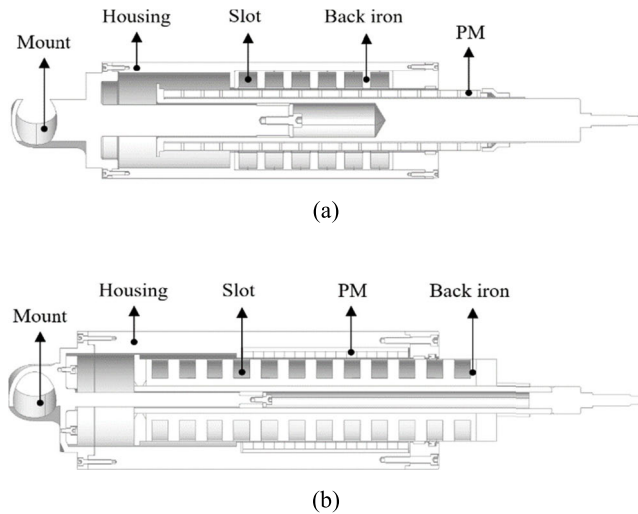 Housing Slot Back iron
PM
Mount
(a)
Housing Slot PM Back iron
Mount
(b)